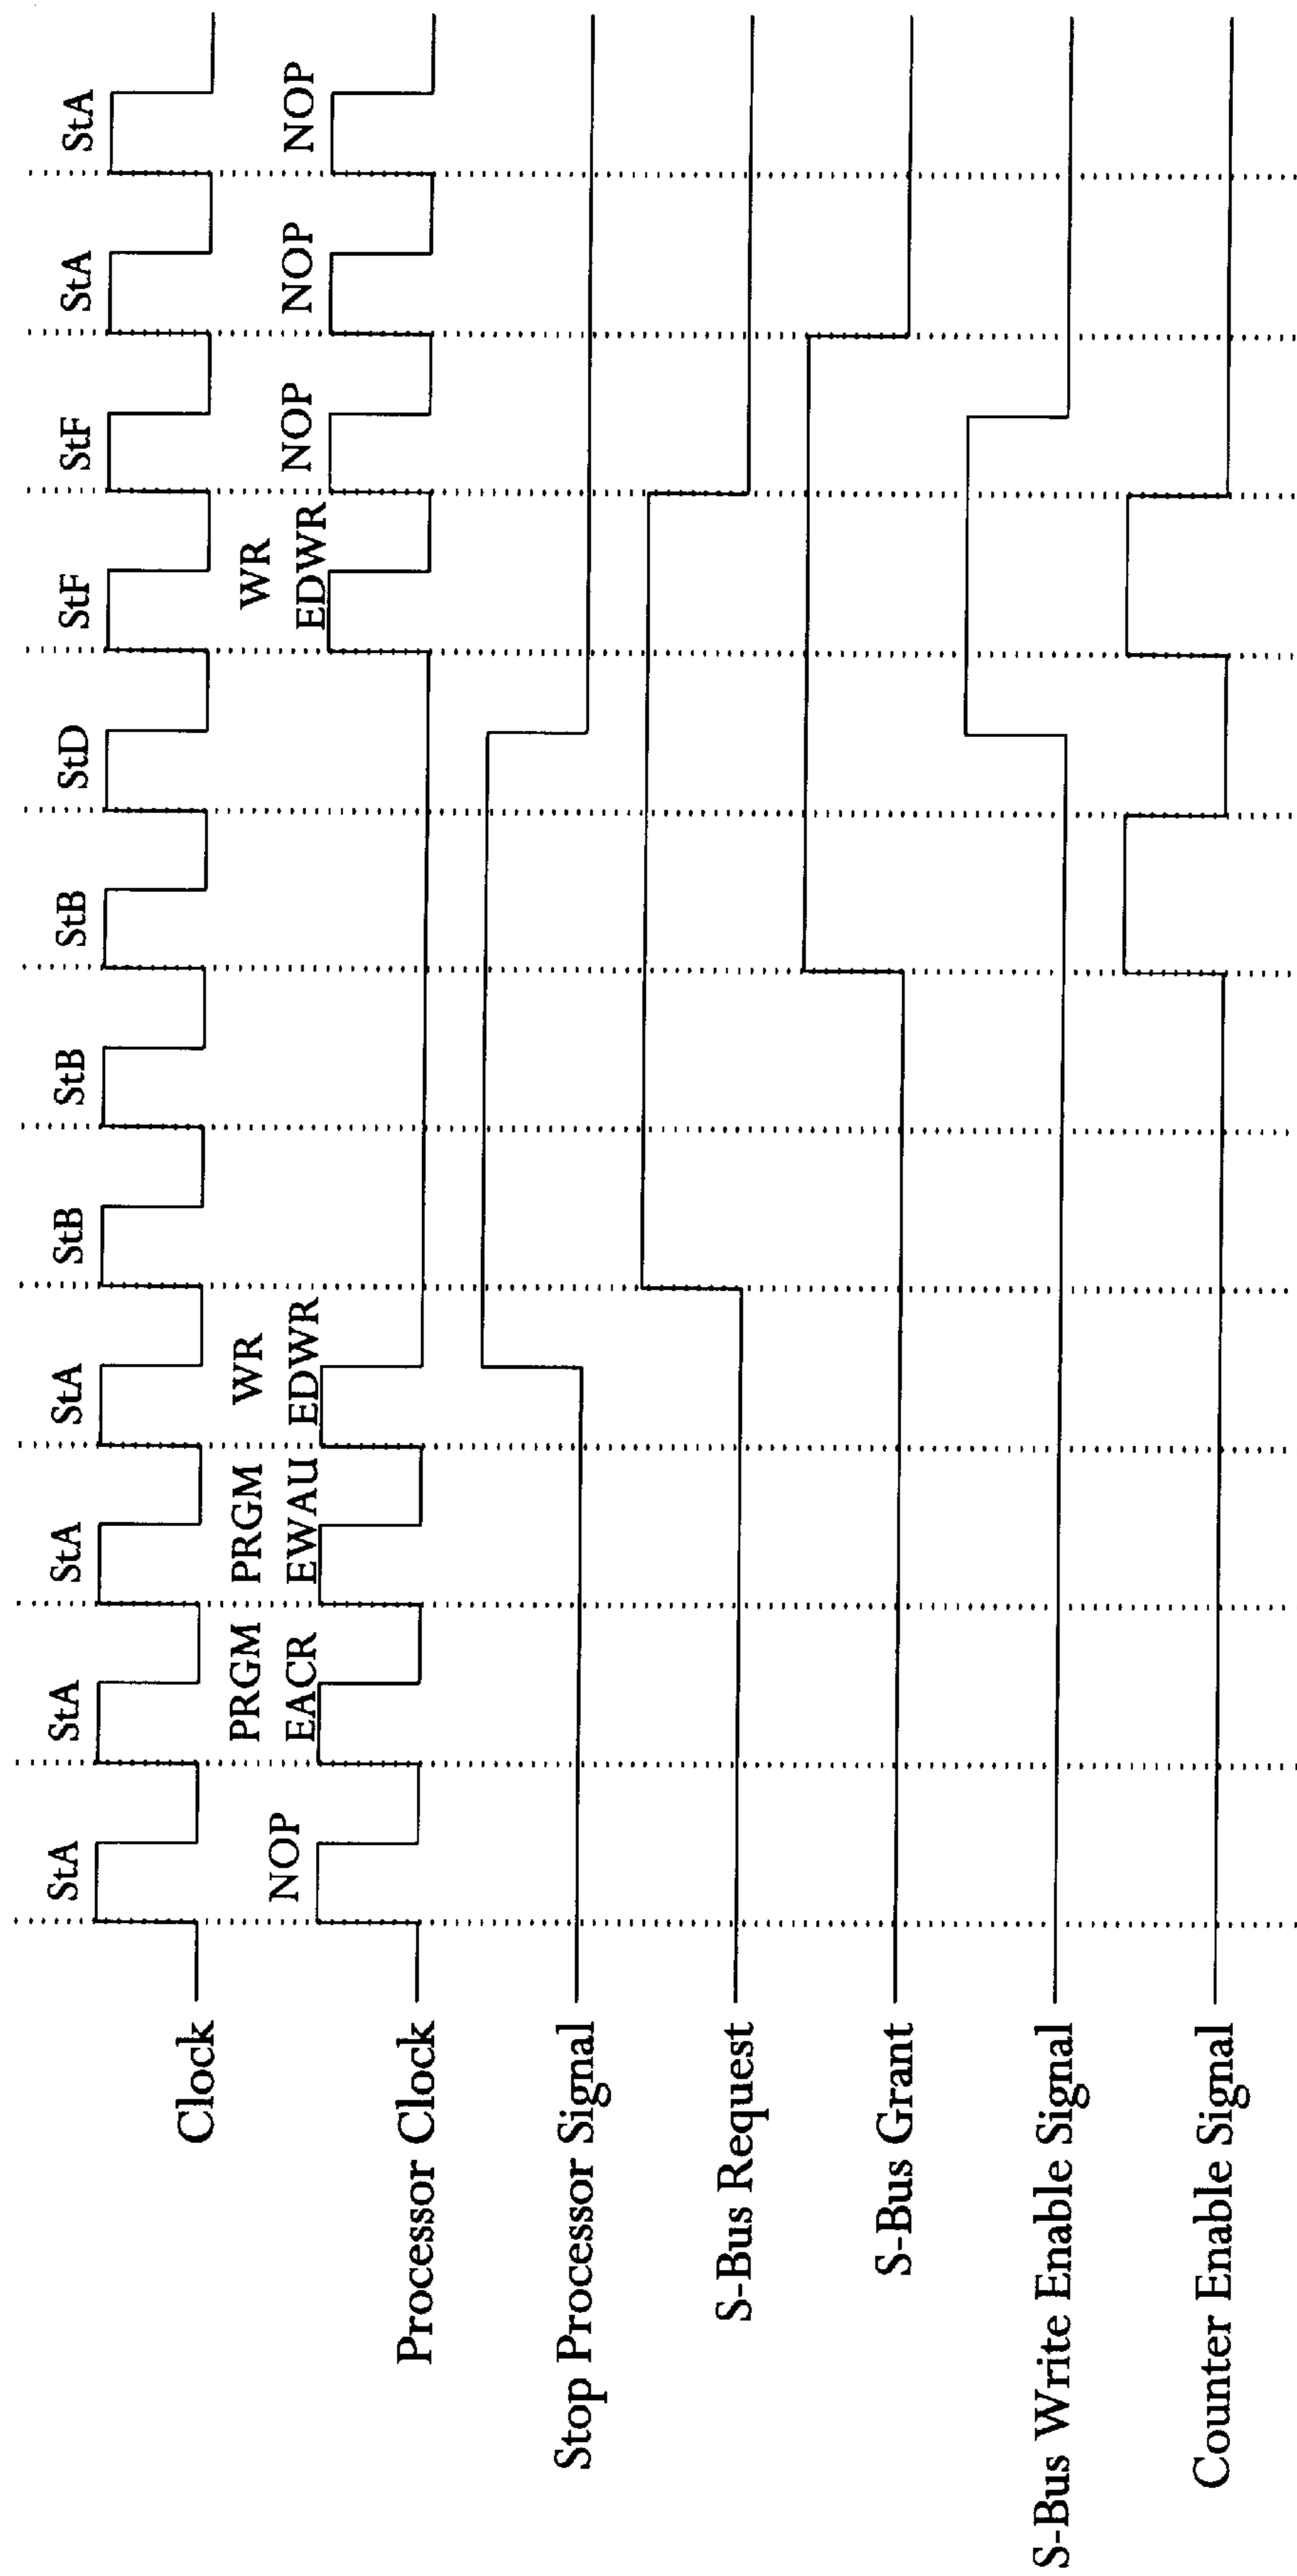 StA StA StA StA StB StB StB StD StF StF StA StA
Clock
PRGM PRGM WR WR
NOP EACR EWAU EDWR EDWR NOP NOP NOP
Processor Clock
Stop Processor Signal
S-Bus Request
S-Bus Grant
S-Bus Write Enable Signal
Counter Enable Signal